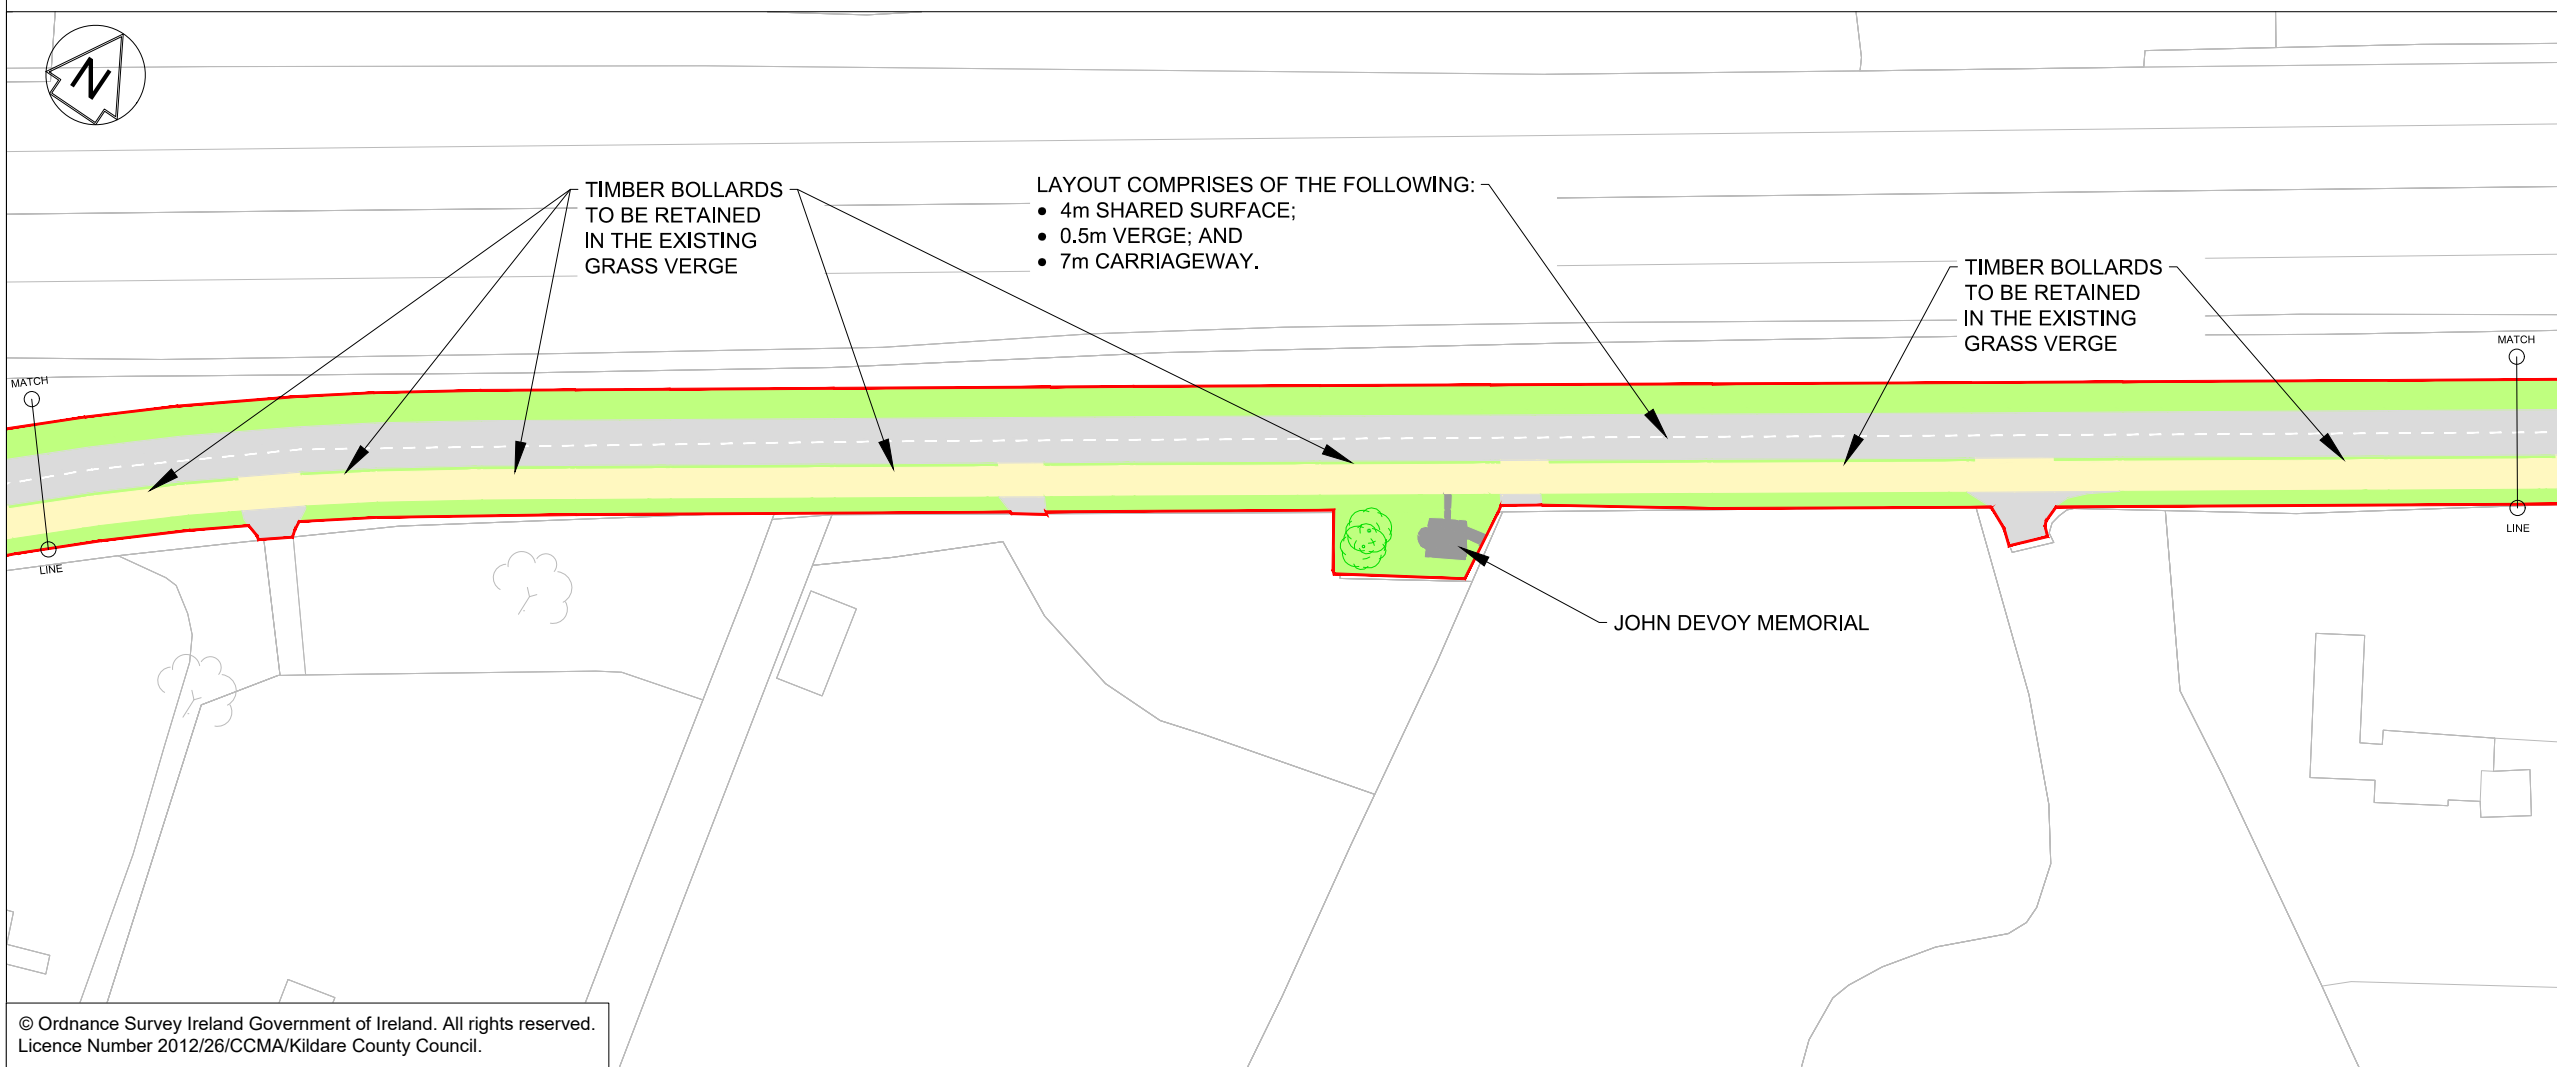 N
TIMBER BOLLARDS
TO BE RETAINED
IN THE EXISTING
GRASS VERGE
LAYOUT COMPRISES OF THE FOLLOWING:
• 4m SHARED SURFACE;
• 0.5m VERGE; AND
• 7m CARRIAGEWAY.
TIMBER BOLLARDS
TO BE RETAINED
IN THE EXISTING
GRASS VERGE
MATCH
LINE
MATCH
LINE
JOHN DEVOY MEMORIAL
© Ordnance Survey Ireland Government of Ireland. All rights reserved.
Licence Number 2012/26/CCMA/Kildare County Council.